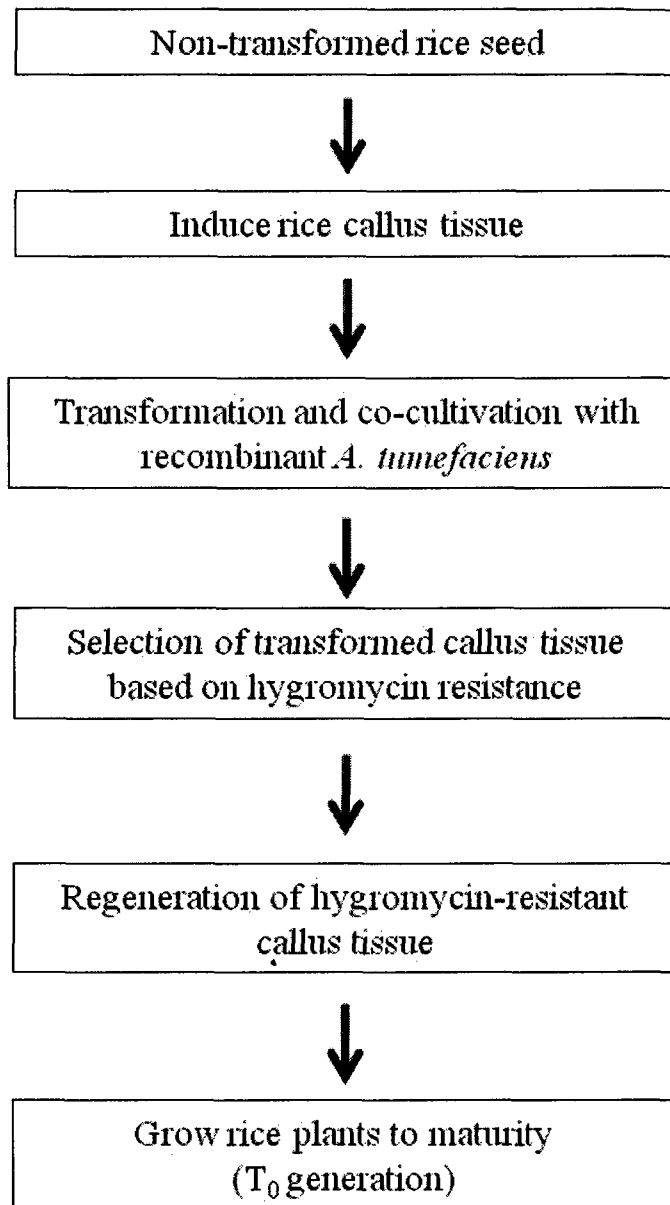 Non-transformed rice seed
Induce rice callus tissue
Transformation and co-cultivation with
recombinant A. tumefaciens
Selection of transformed callus tissue
based on hygromycin resistance
Regeneration of hygromycin-resistant
callus tissue
Grow rice plants to maturity
(T₀ generation)